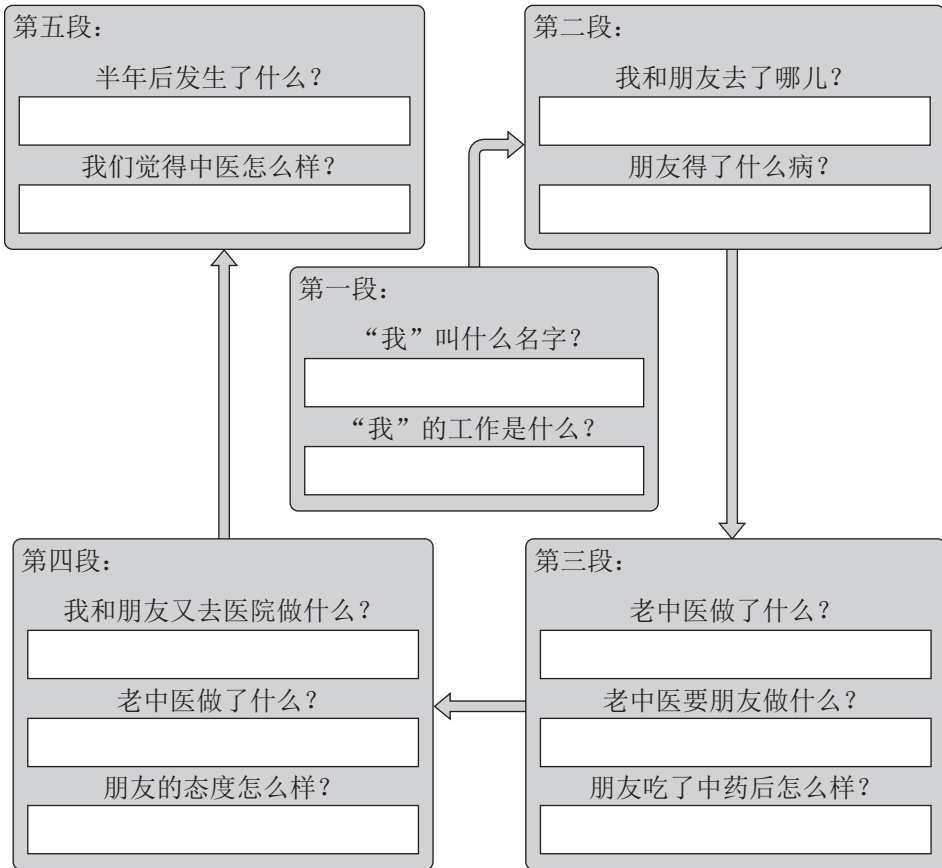 第五段：
半年后发生了什么？
我们觉得中医怎么样？
第二段：
我和朋友去了哪儿？
朋友得了什么病？
第一段：
“我”叫什么名字？
“我”的工作是什么？
第四段：
我和朋友又去医院做什么？
老中医做了什么？
朋友的态度怎么样？
第三段：
老中医做了什么？
老中医要朋友做什么？
朋友吃了中药后怎么样？